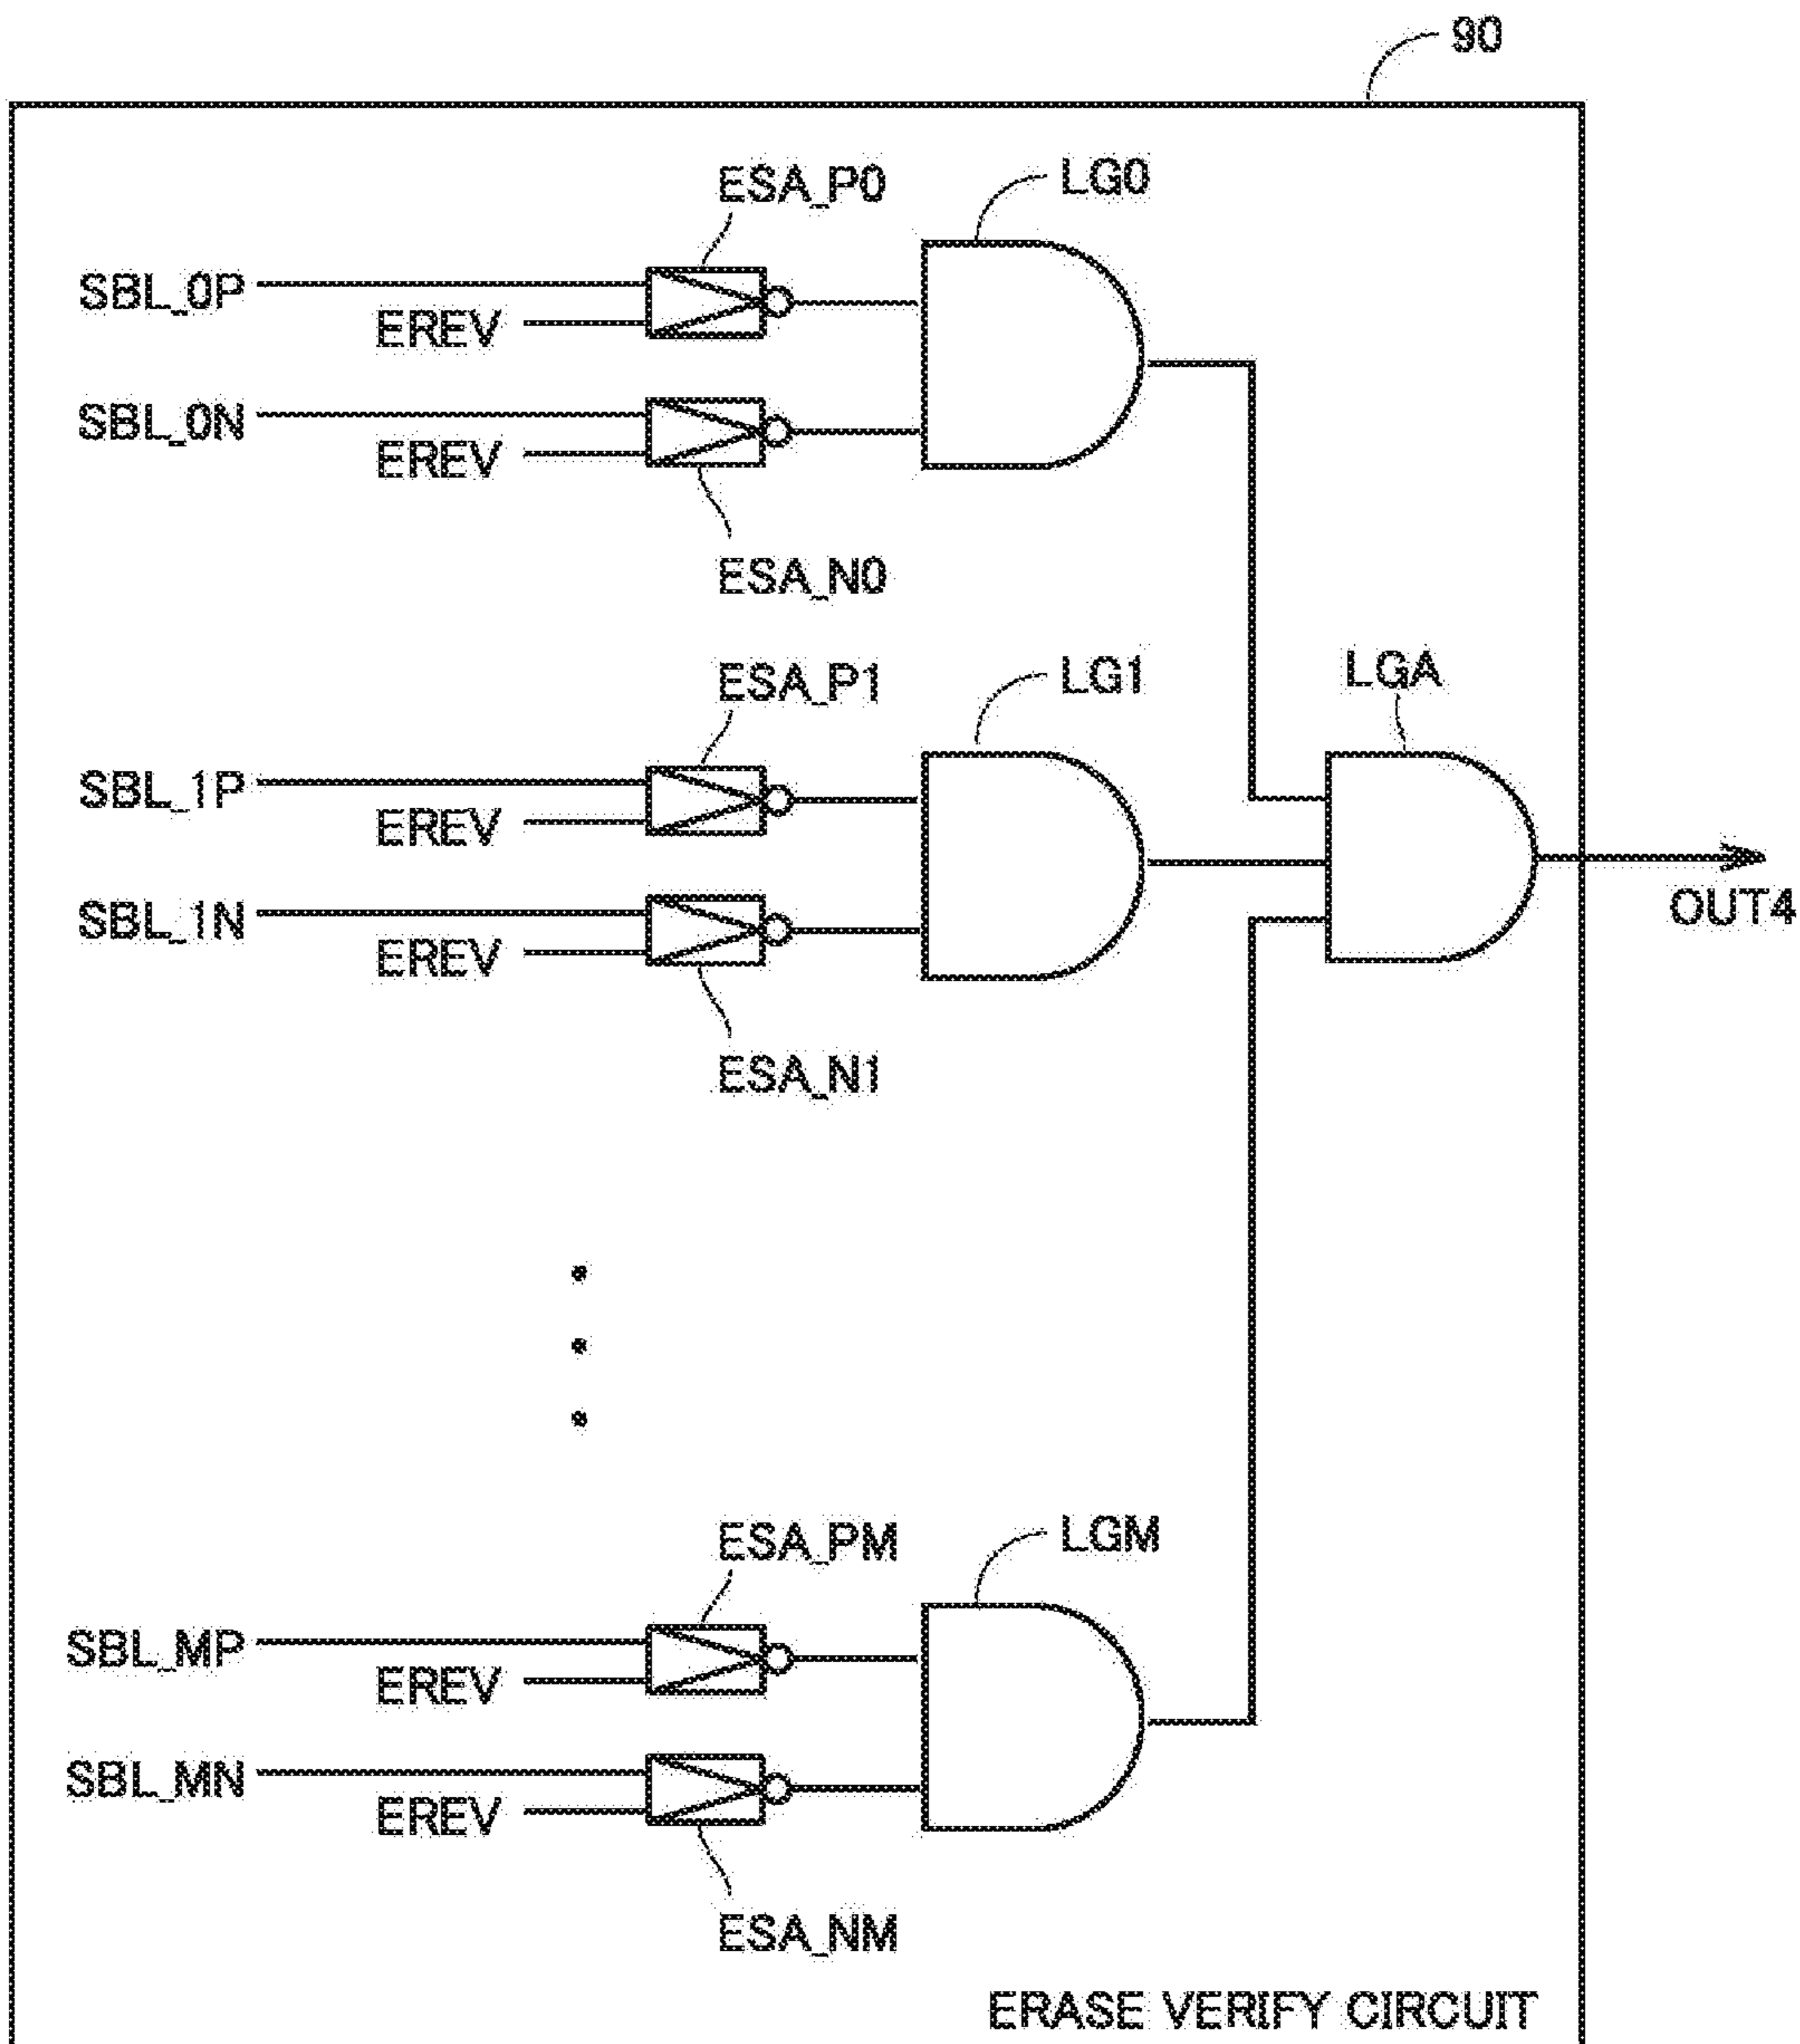 90
ESA_P0
LG0
SBL_0P
EREV
SBL_0N
EREV
ESA_N0
ESA_P1
LG1
LGA
SBL_1P
EREV
SBL_1N
EREV
OUT4
ESA_N1
ESA_PM
LGM
SBL_MP
EREV
SBL_MN
EREV
ESA_NM
ERASE VERIFY CIRCUIT